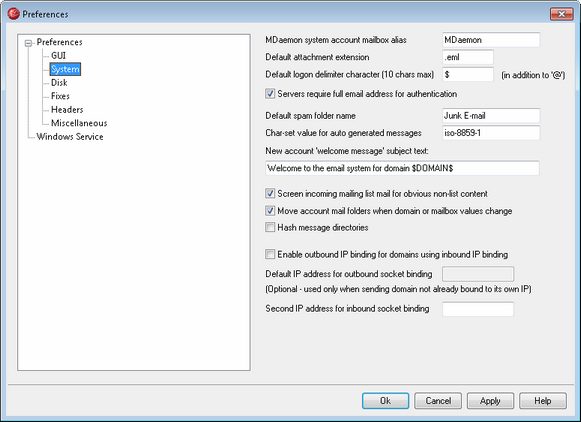 Preferences
Preferences
GUI
System
Disk
Fixes
Headers
Miscellaneous
Windows Service
MDaemon system account mailbox alias MDaemon
Default attachment extension .eml
Default logon delimiter character (10 chars max) $ (in addition to '@')
Servers require full email address for authentication
Default spam folder name Junk E-mail
Char-set value for auto generated messages iso-8859-1
New account 'welcome message' subject text:
Welcome to the email system for domain $DOMAIN$
Screen incoming mailing list mail for obvious non-list content
Move account mail folders when domain or mailbox values change
Hash message directories
Enable outbound IP binding for domains using inbound IP binding
Default IP address for outbound socket binding
(Optional - used only when sending domain not already bound to its own IP)
Second IP address for inbound socket binding
Ok Cancel Apply Help